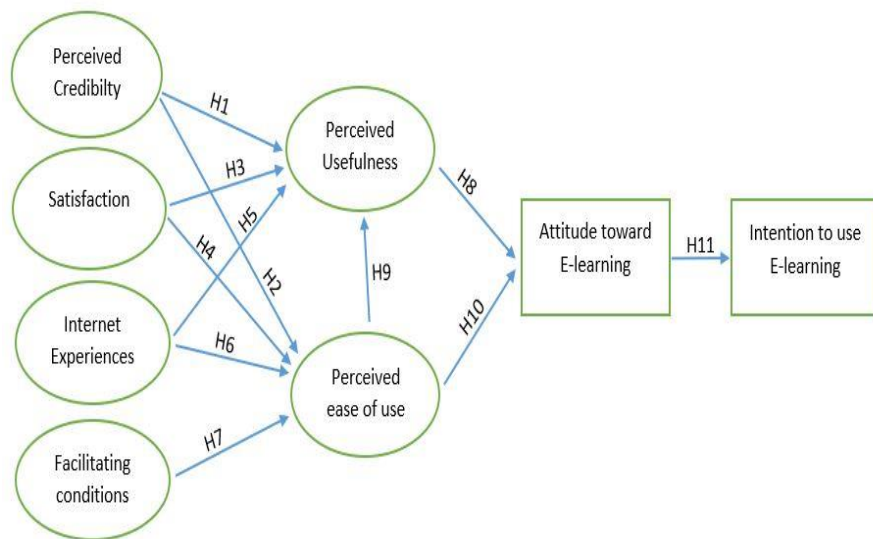 Perceived
Credibilty
H1
Satisfaction
H3
H5
H4
H2
Internet
Experiences
H6
Facilitating
conditions
H7
Perceived
Usefulness
H9
Perceived
ease of use
H8
H10
Attitude toward
E-learning
H11
Intention to use
E-learning